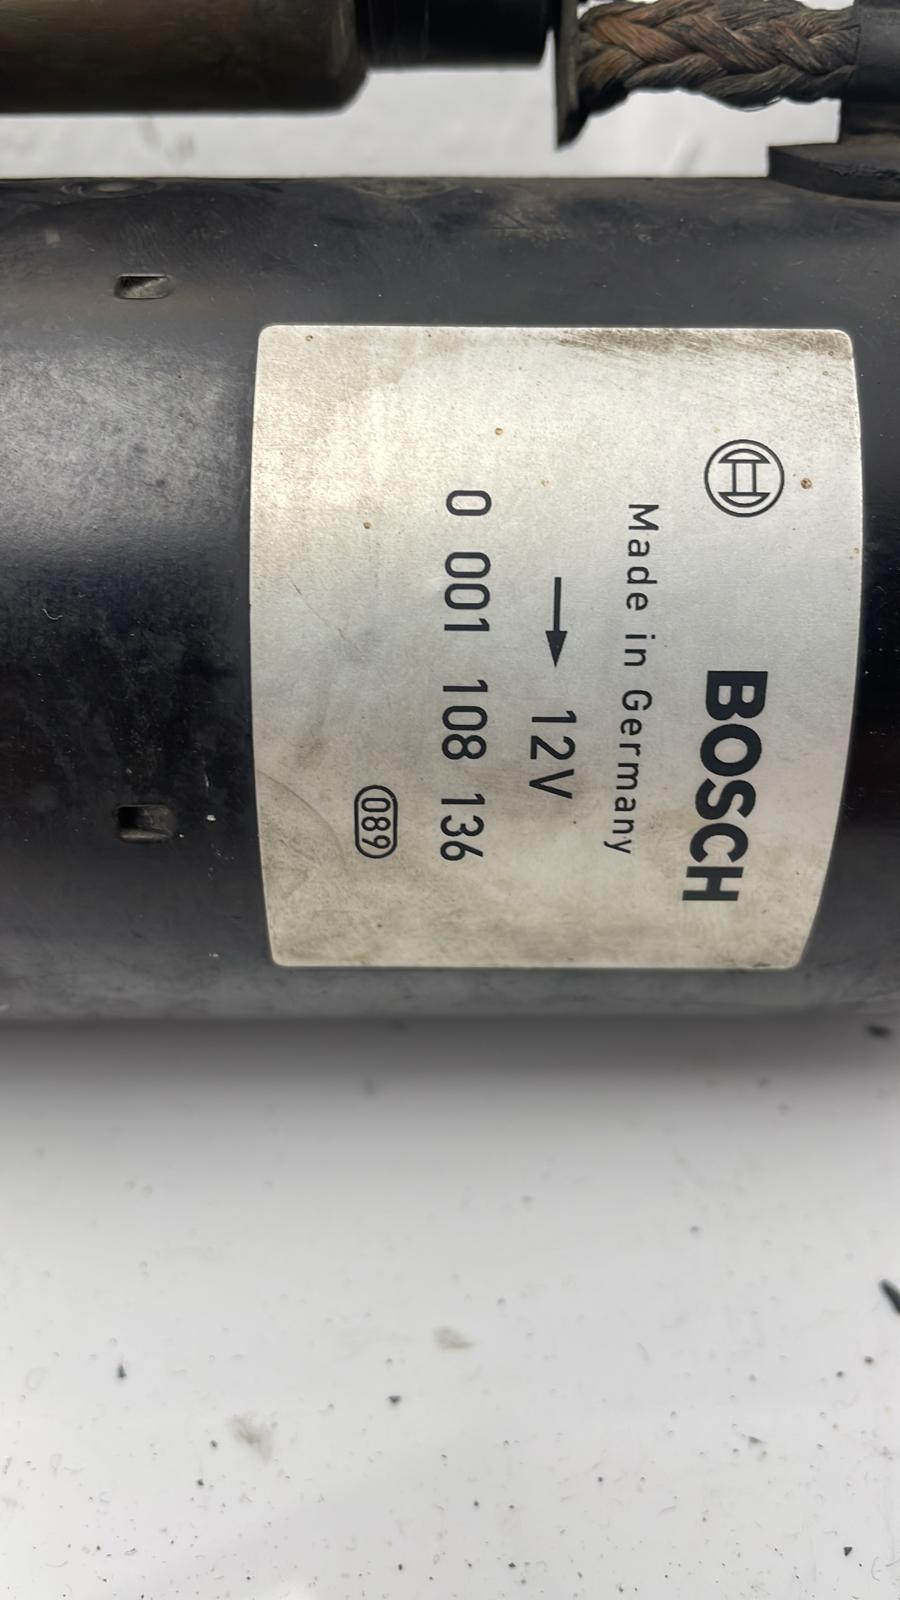 BOSCH
Made in Germany
→ 12V
0 001 108 136
089